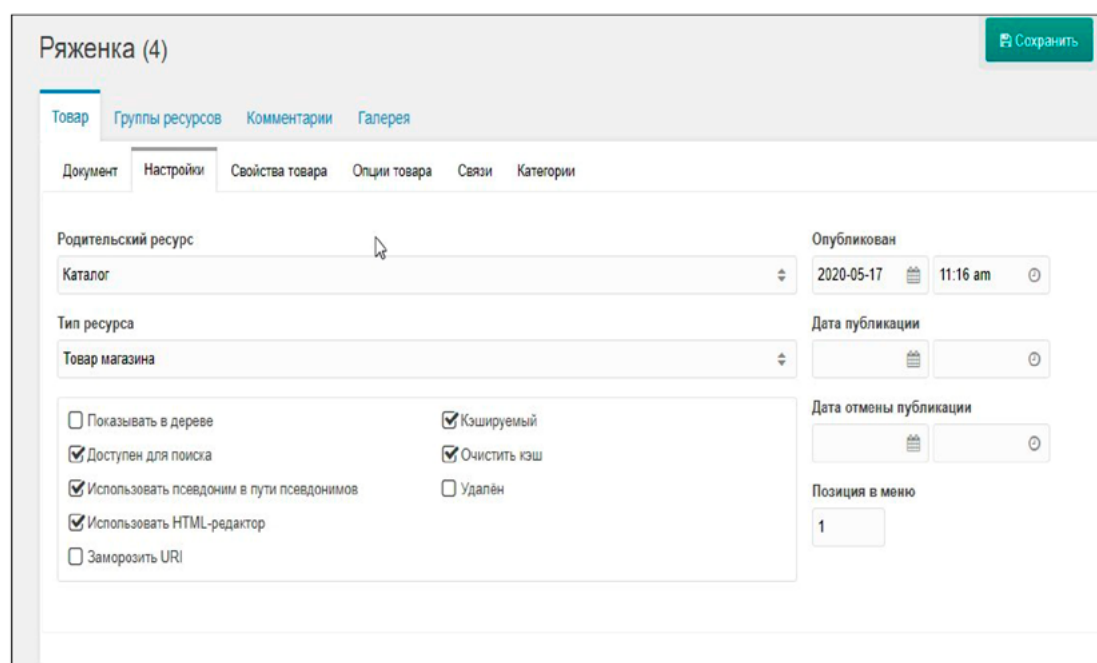 Ряженка (4)
Сохранить
Товар Группы ресурсов Комментарии Галерея
Документ Настройки Свойства товара Опции товара Связи Категории
Родительский ресурс
Каталог
Тип ресурса
Товар магазина
Показывать в дереве
Доступен для поиска
Использовать псевдоним в пути псевдонимов
Использовать HTML-редактор
Заморозить URI
Кэшируемый
Очистить кэш
Удалён
Опубликован
2020-05-17 11:16 am
Дата публикации
Дата отмены публикации
Позиция в меню
1